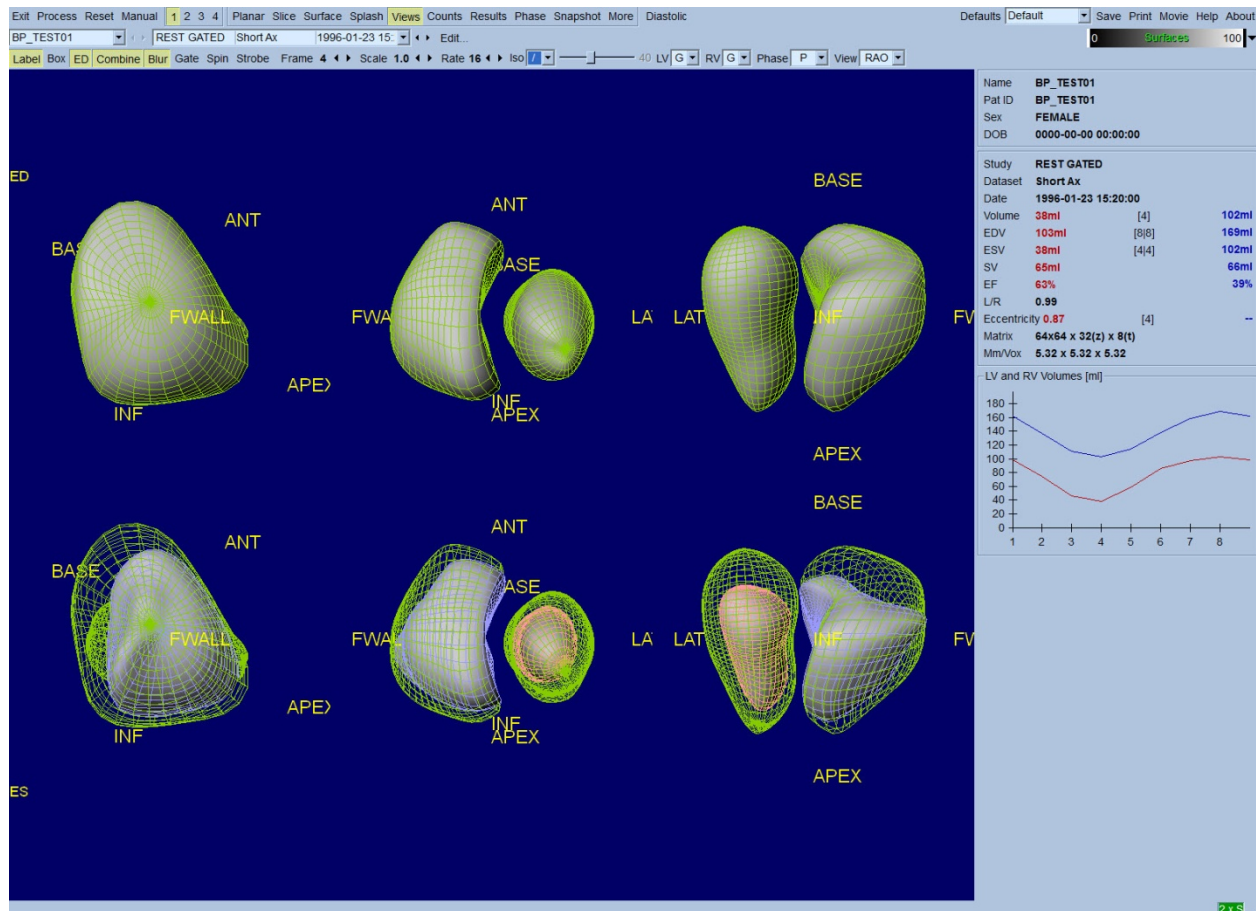 Exit Process Reset Manual 1 2 3 4 Planar Slice Surface Splash Views Counts Results Phase Snapshot More Diastolic Defaults Default Save Print Movie Help About
BP_TEST01 REST GATED Short Ax 1996-01-23 15: Edit... 0 Surfaces 100
Label Box ED Combine Blur Gate Spin Strobe Frame 4 Scale 1.0 Rate 16 Iso / 40 LV G RV G Phase P View RAO
Name BP_TEST01
Pat ID BP_TEST01
Sex FEMALE
DOB 0000-00-00 00:00:00
Study REST GATED
Dataset Short Ax
Date 1996-01-23 15:20:00
Volume 38ml [4] 102ml
EDV 103ml [8|8] 169ml
ESV 38ml [4|4] 102ml
SV 65ml 66ml
EF 63% 39%
L/R 0.99
Eccentricity 0.87 [4] --
Matrix 64x64 x 32(z) x 8(t)
Mm/Vox 5.32 x 5.32 x 5.32
LV and RV Volumes [ml]
180
160
140
120
100
80
60
40
20
0
1 2 3 4 5 6 7 8
ED
ANT
BAS
FWALL
APEX
INF
ANT
BASE
FWA
LA
INF
APEX
BASE
LAT
INF
FW
APEX
ANT
BASE
FWALL
APEX
INF
ANT
BASE
FWAL
LA
INF
APEX
BASE
LAT
INF
FW
APEX
ES
2 x S